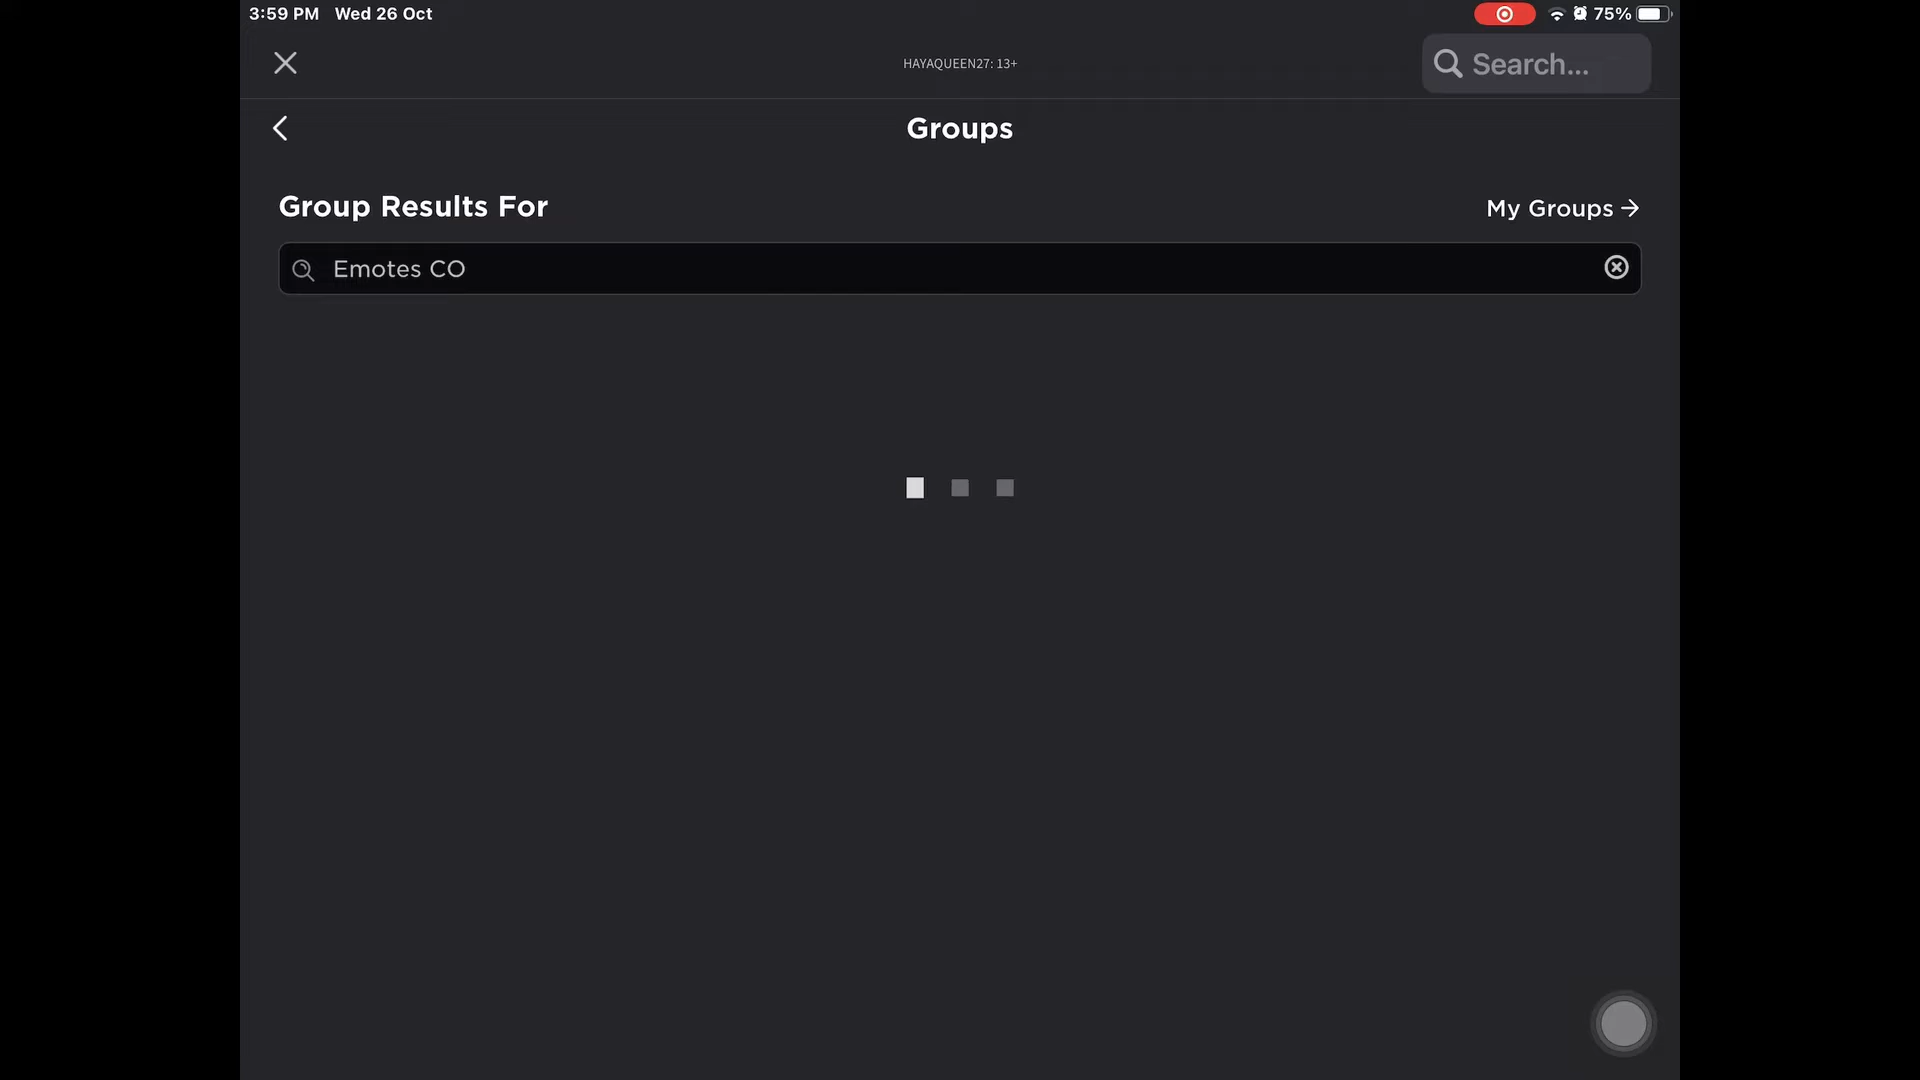 3:59 PM Wed 26 Oct
75%
HAYAQUEEN27: 13+
Search...
Groups
Group Results For
My Groups →
Emotes CO